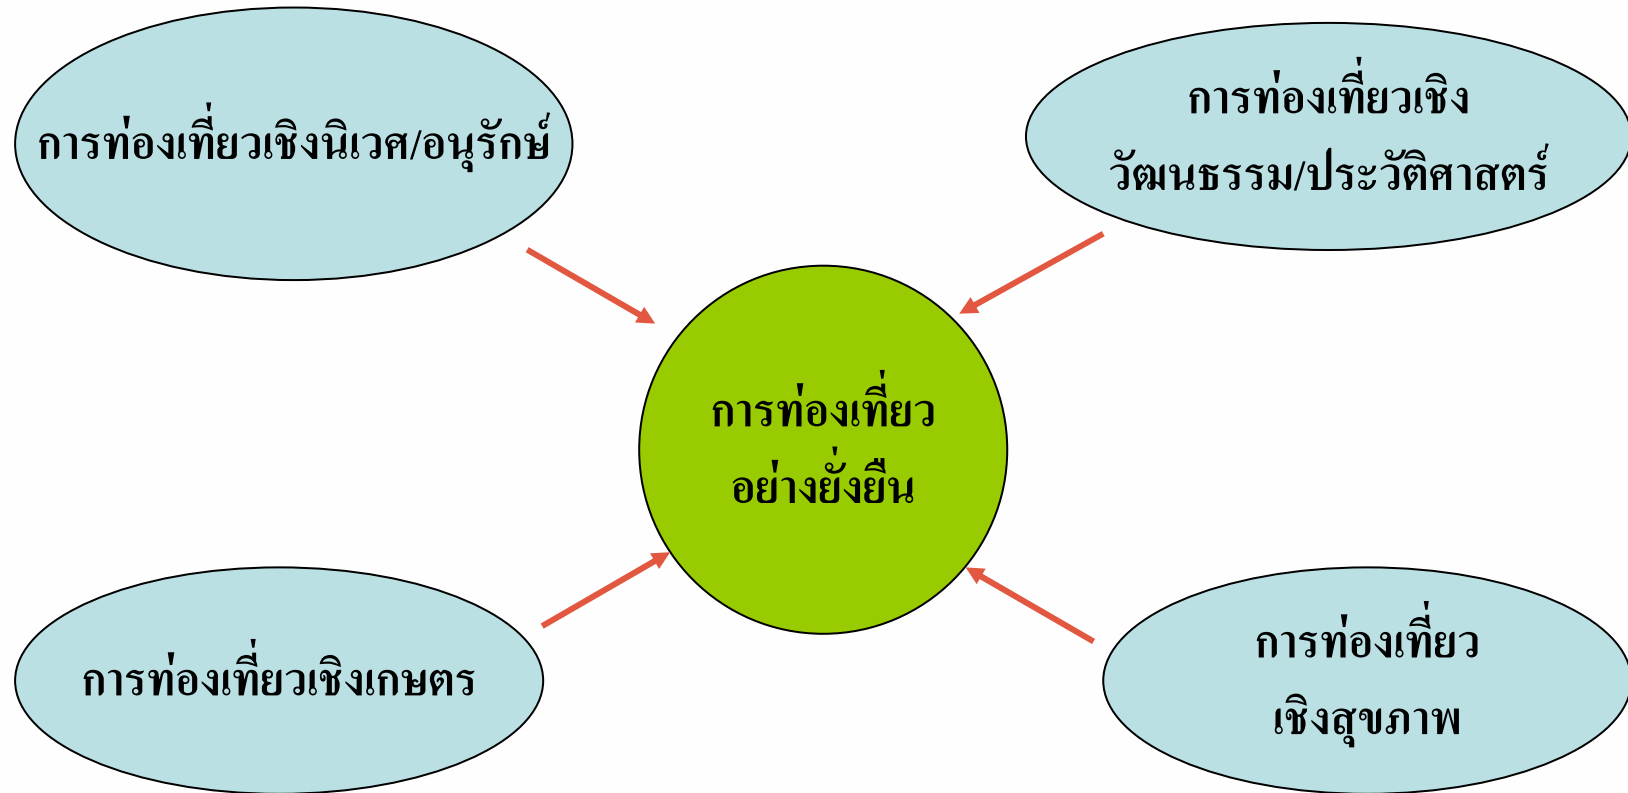 การท่องเที่ยวเชิงนิเวศ/อนุรักษ์
การท่องเที่ยวเชิง
วัฒนธรรม/ประวัติศาสตร์
การท่องเที่ยว
อย่างยั่งยืน
การท่องเที่ยวเชิงเกษตร
การท่องเที่ยว
เชิงสุขภาพ